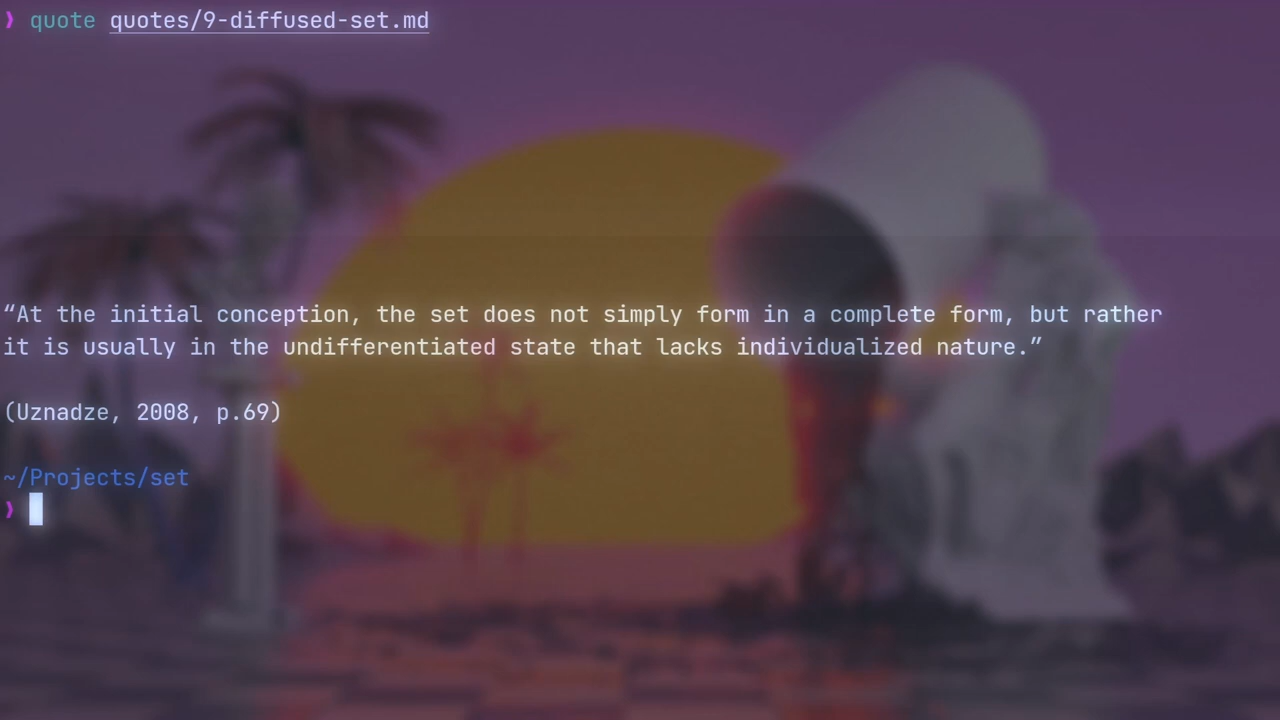 ❯ quote quotes/9-diffused-set.md
“At the initial conception, the set does not simply form in a complete form, but rather
it is usually in the undifferentiated state that lacks individualized nature.”
(Uznadze, 2008, p.69)
~/Projects/set
❯